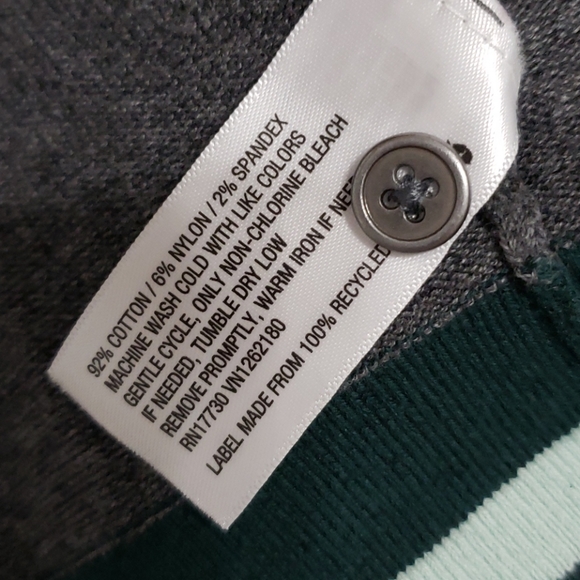 92% COTTON / 6% NYLON / 2% SPANDEX
MACHINE WASH COLD WITH LIKE COLORS
GENTLE CYCLE, ONLY NON-CHLORINE BLEACH
IF NEEDED, TUMBLE DRY LOW
REMOVE PROMPTLY, WARM IRON IF
RN17730 VN1262180
LABEL MADE FROM 100% RECYCLED